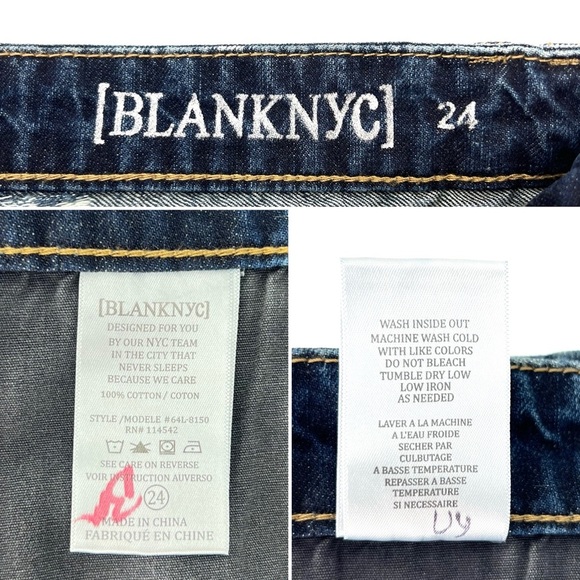 [BLANKNYC] 24
[BLANKNYC]
DESIGNED FOR YOU
BY OUR NYC TEAM
IN THE CITY THAT
NEVER SLEEPS
BECAUSE WE CARE
100% COTTON / COTON
STYLE /MODELE #64L-8150
RN# 114542
SEE CARE ON REVERSE
VOIR INSTRUCTION AUVERSO
24
MADE IN CHINA
FABRIQUÉ EN CHINE
WASH INSIDE OUT
MACHINE WASH COLD
WITH LIKE COLORS
DO NOT BLEACH
TUMBLE DRY LOW
LOW IRON
AS NEEDED
LAVER A LA MACHINE
A L'EAU FROIDE
SECHER PAR
CULBUTAGE
A BASSE TEMPERATURE
REPASSER A BASSE
TEMPERATURE
SI NECESSAIRE